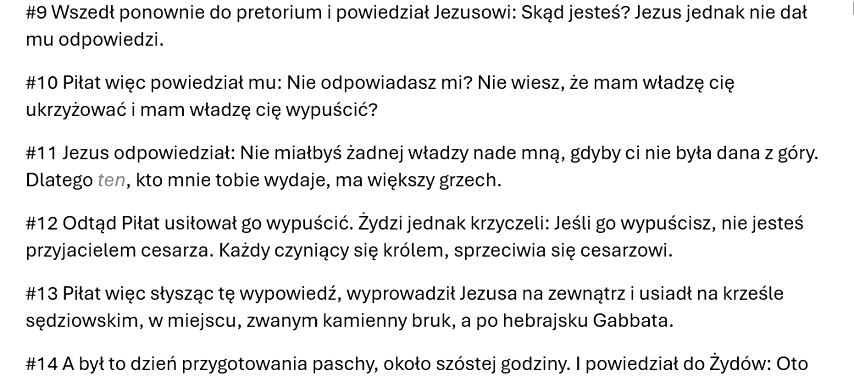 #9 Wszedł ponownie do pretorium i powiedział Jezusowi: Skąd jesteś? Jezus jednak nie dał
mu odpowiedzi.
#10 Piłat więc powiedział mu: Nie odpowiadasz mi? Nie wiesz, że mam władzę cię
ukrzyżować i mam władzę cię wypuścić?
#11 Jezus odpowiedział: Nie miałbyś żadnej władzy nade mną, gdyby ci nie była dana z góry.
Dlatego ten, kto mnie tobie wydaje, ma większy grzech.
#12 Odtąd Piłat usiłował go wypuścić. Żydzi jednak krzyczeli: Jeśli go wypuścisz, nie jesteś
przyjacielem cesarza. Każdy czyniący się królem, sprzeciwia się cesarzowi.
#13 Piłat więc słysząc tę wypowiedź, wyprowadził Jezusa na zewnątrz i usiadł na krześle
sędziowskim, w miejscu, zwanym kamienny bruk, a po hebrajsku Gabbata.
#14 A był to dzień przygotowania paschy, około szóstej godziny. I powiedział do Żydów: Oto